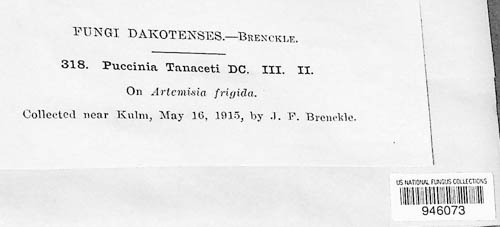 FUNGI DAKOTENSES.—BRENCKLE.
318. Puccinia Tanaceti DC. III. II.
On Artemisia frigida.
Collected near Kulm, May 16, 1915, by J. F. Brenckle.
US NATIONAL FUNGUS COLLECTIONS
946073